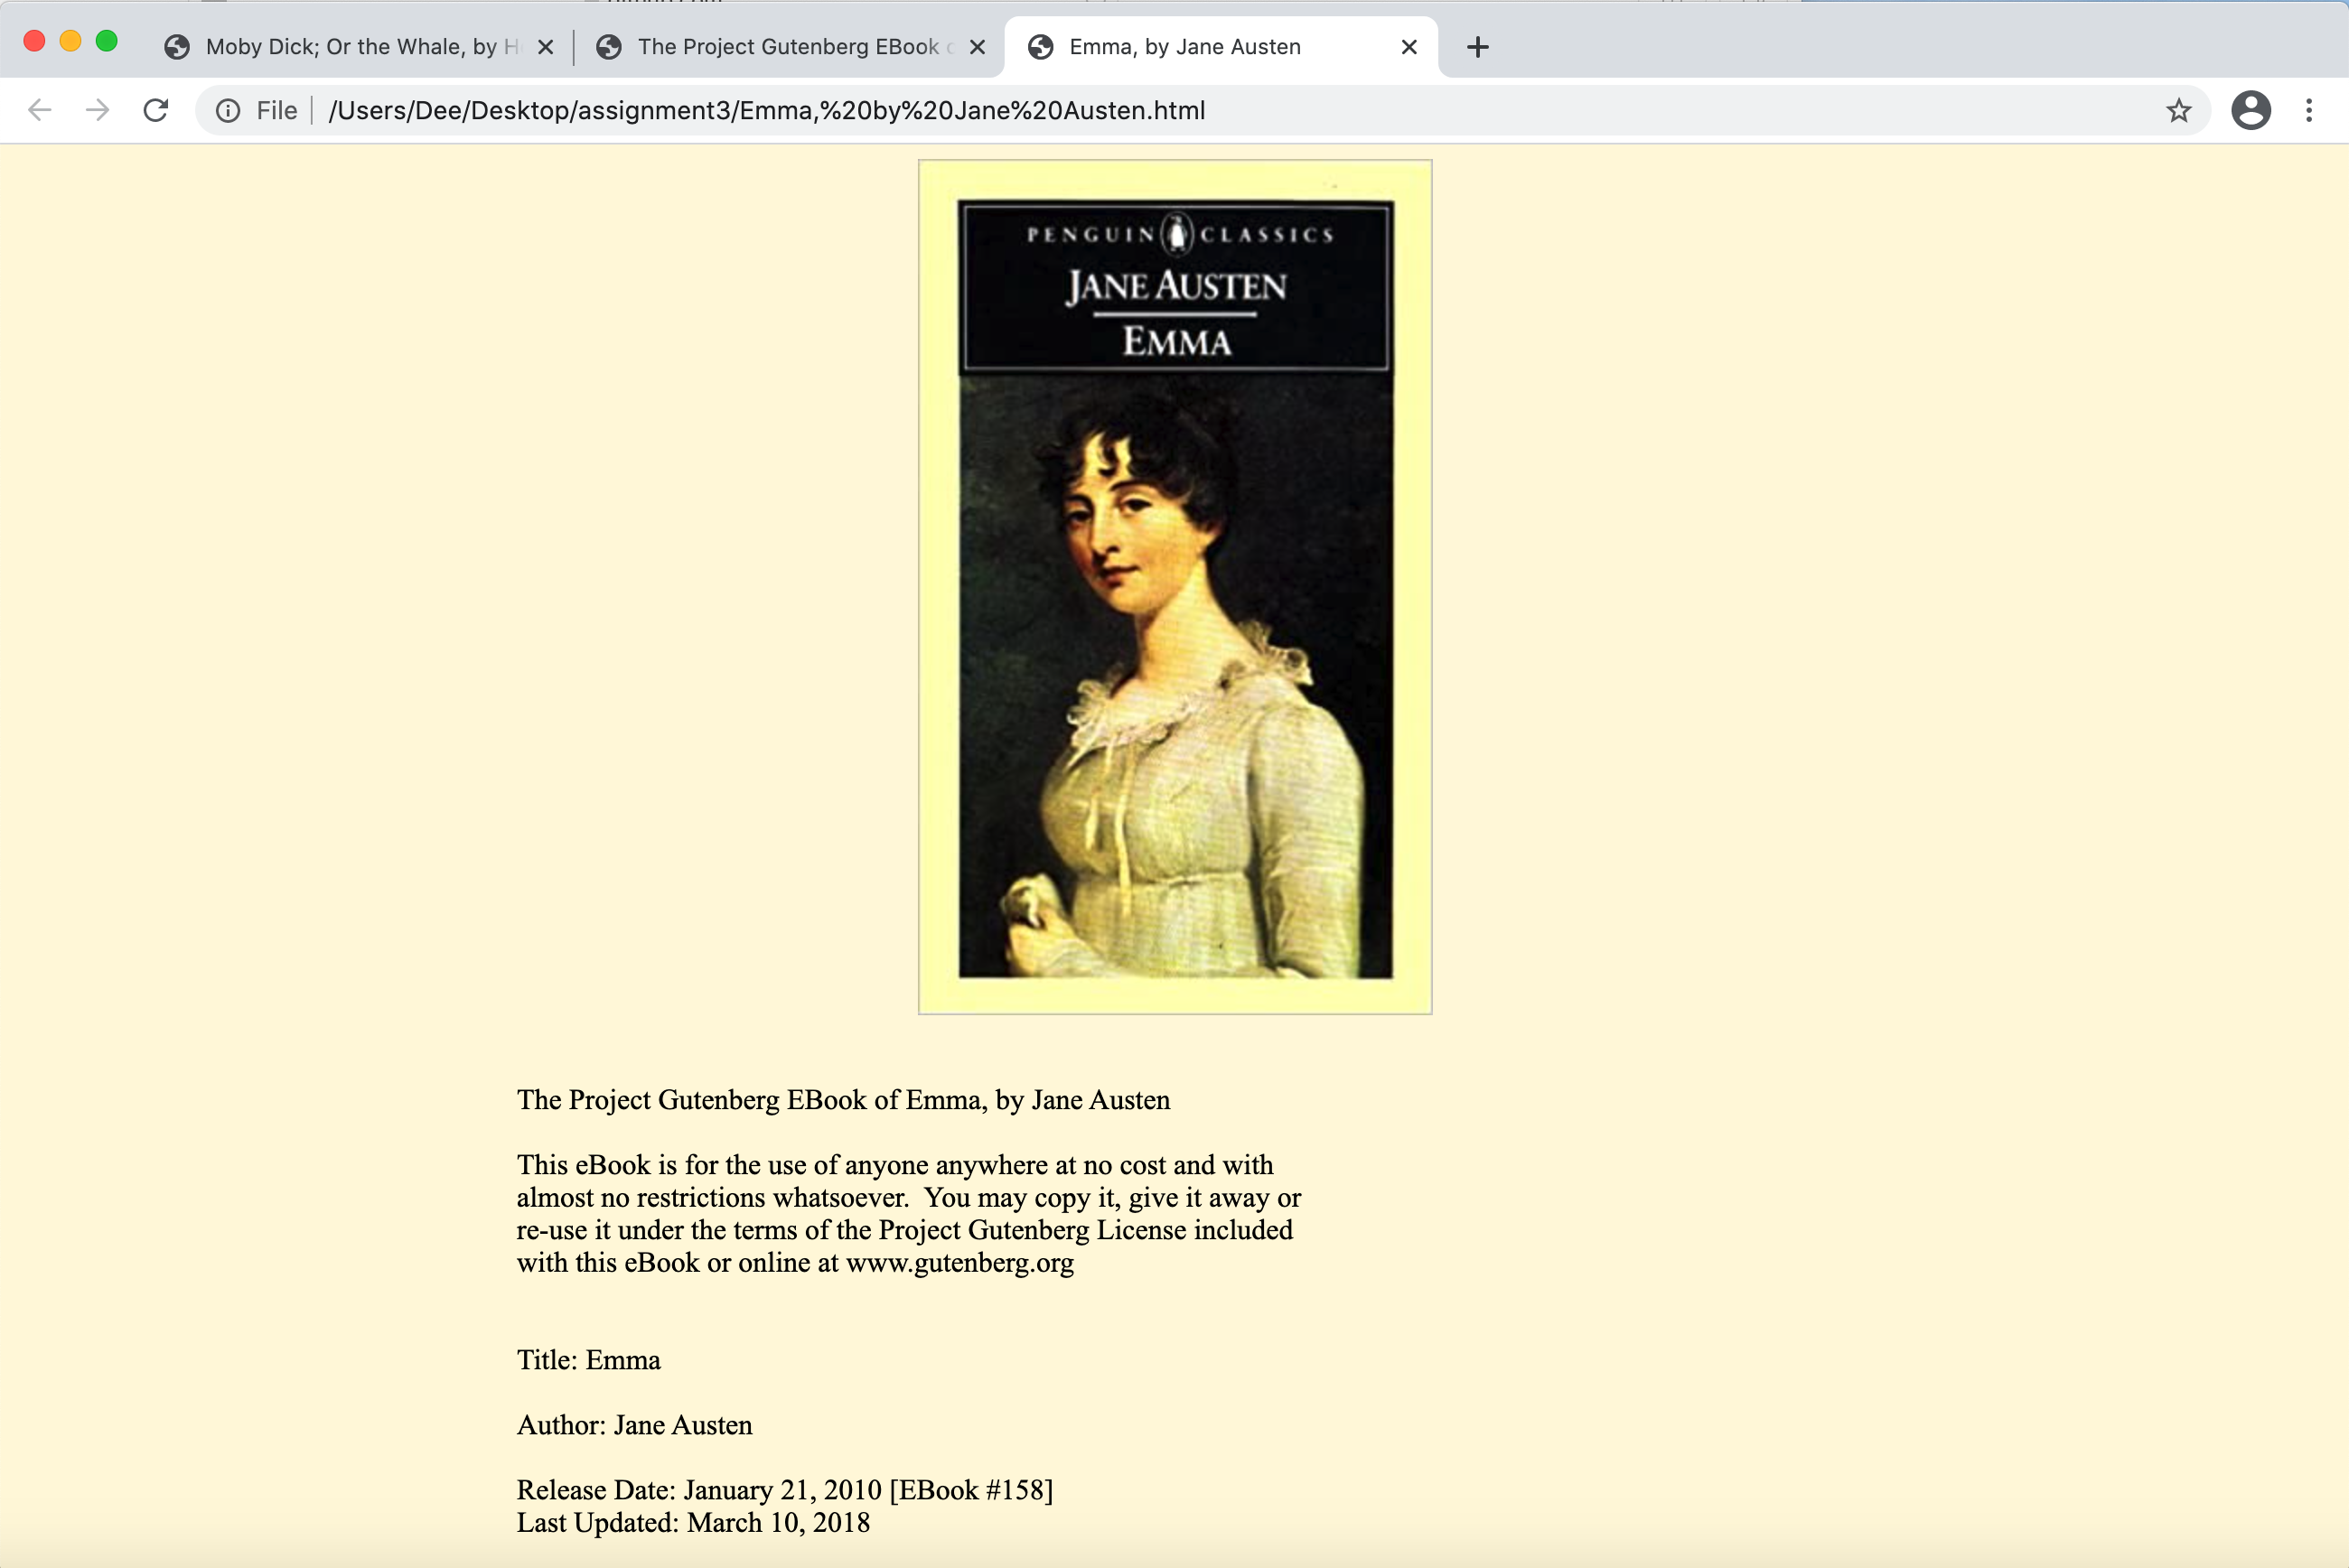 Moby Dick; Or the Whale, by H
The Project Gutenberg EBook
Emma, by Jane Austen
File
/Users/Dee/Desktop/assignment3/Emma,%20by%20Jane%20Austen.html
PENGUIN CLASSICS
JANE AUSTEN
EMMA
The Project Gutenberg EBook of Emma, by Jane Austen
This eBook is for the use of anyone anywhere at no cost and with
almost no restrictions whatsoever.  You may copy it, give it away or
re-use it under the terms of the Project Gutenberg License included
with this eBook or online at www.gutenberg.org
Title: Emma
Author: Jane Austen
Release Date: January 21, 2010 [EBook #158]
Last Updated: March 10, 2018